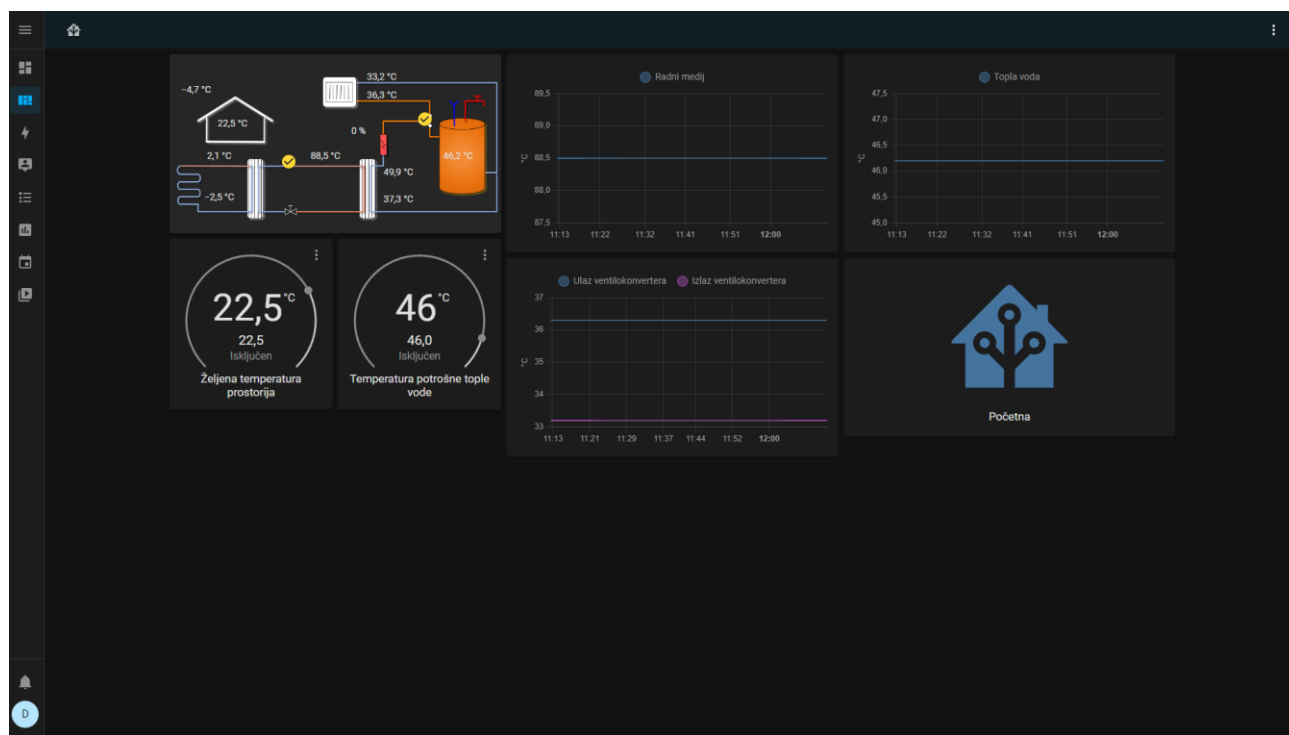 −4,7 °C
22,5 °C
33,2 °C
36,3 °C
0 %
2,1 °C
88,5 °C
46,2 °C
49,9 °C
−2,5 °C
37,3 °C
Radni medij
89,5
89,0
°C
88,5
88,0
87,5
11:13 11:22 11:32 11:41 11:51 12:00
Topla voda
47,5
47,0
46,5
°C
46,0
45,5
45,0
11:13 11:22 11:32 11:41 11:51 12:00
22,5 °C
22,5
Isključen
Željena temperatura
prostorija
46 °C
46,0
Isključen
Temperatura potrošne tople
vode
Ulaz ventilokonvertera Izlaz ventilokonvertera
37
36
°C
35
34
33
11:13 11:21 11:29 11:37 11:44 11:52 12:00
Početna
D